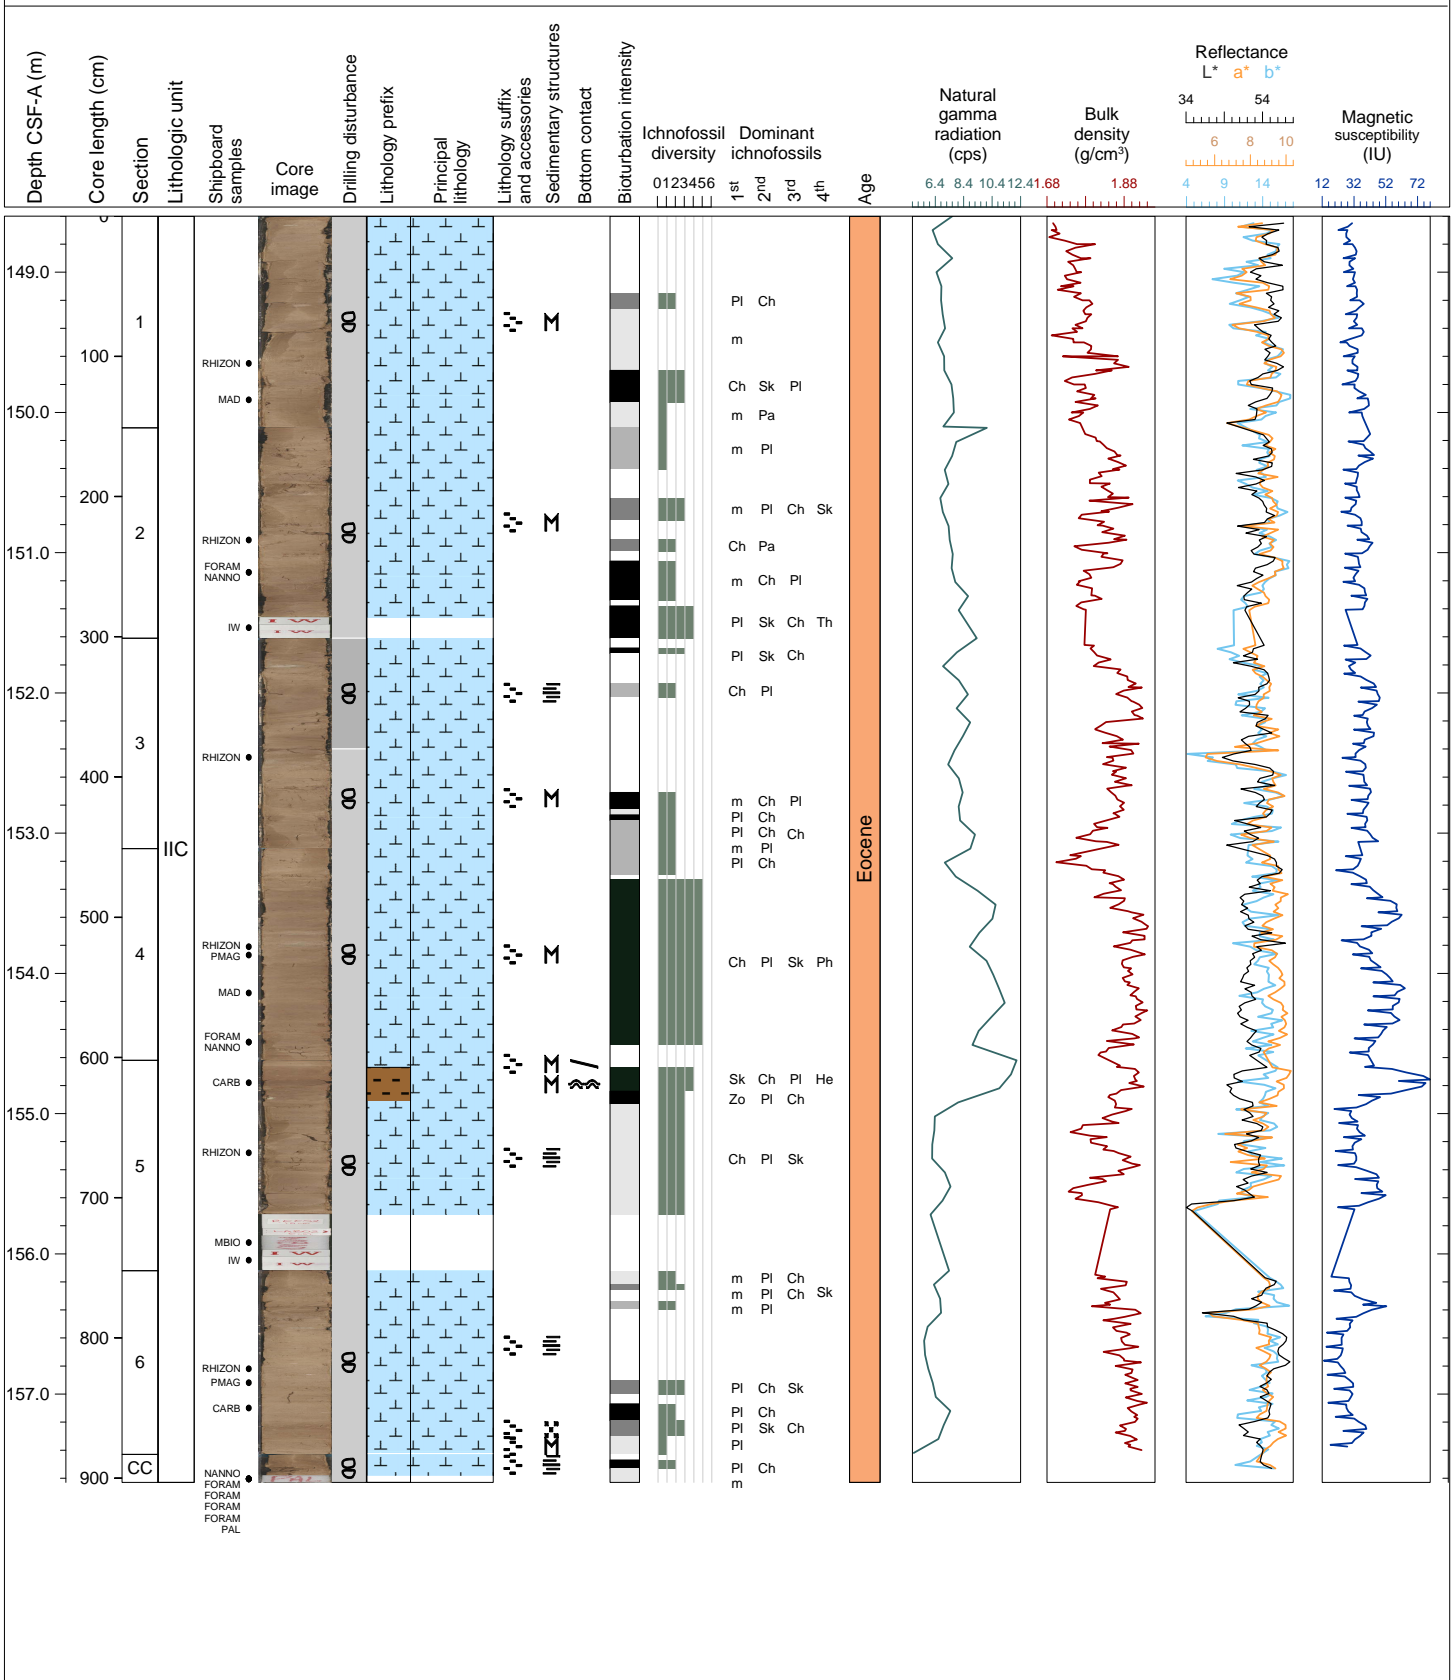 Depth CSF-A (m)
Core length (cm)
Section
Lithologic unit
Shipboard
samples
Core
image
Drilling disturbance
Lithology prefix
Principal
lithology
Lithology suffix
and accessories
Sedimentary structures
Bottom contact
Bioturbation intensity
Ichnofossil
diversity
0123456
Dominant
ichnofossils
1st 2nd 3rd 4th
Age
Natural
gamma
radiation
(cps)
6.4 8.4 10.4 12.4
Bulk
density
(g/cm³)
1.68 1.88
Reflectance
L* a* b*
34 54
6 8 10
4 9 14
Magnetic
susceptibility
(IU)
12 32 52 72
0
149.0
1
Pl Ch
m
100
RHIZON
Ch Sk Pl
MAD
150.0
m Pa
m Pl
200
m Pl Ch Sk
2
RHIZON
Ch Pa
151.0
FORAM
NANNO
m Ch Pl
I W
IW
I W
Pl Sk Ch Th
300
Pl Sk Ch
152.0
Ch Pl
3
RHIZON
400
m Ch Pl
Pl Ch
153.0
Pl Ch Ch
IIC
m Pl
Pl Ch
Eocene
500
4
RHIZON
PMAG
Ch Pl Sk Ph
154.0
MAD
FORAM
NANNO
600
CARB
Sk Ch Pl He
Zo Pl Ch
155.0
RHIZON
5
Ch Pl Sk
700
MBIO
156.0
I W
IW
I W
m Pl Ch
m Pl Ch Sk
m Pl
800
6
RHIZON
PMAG
Pl Ch Sk
157.0
CARB
Pl Ch
Pl Sk Ch
Pl
CC
Pl Ch
900
NANNO
PAL
FORAM
m
FORAM
FORAM
FORAM
PAL